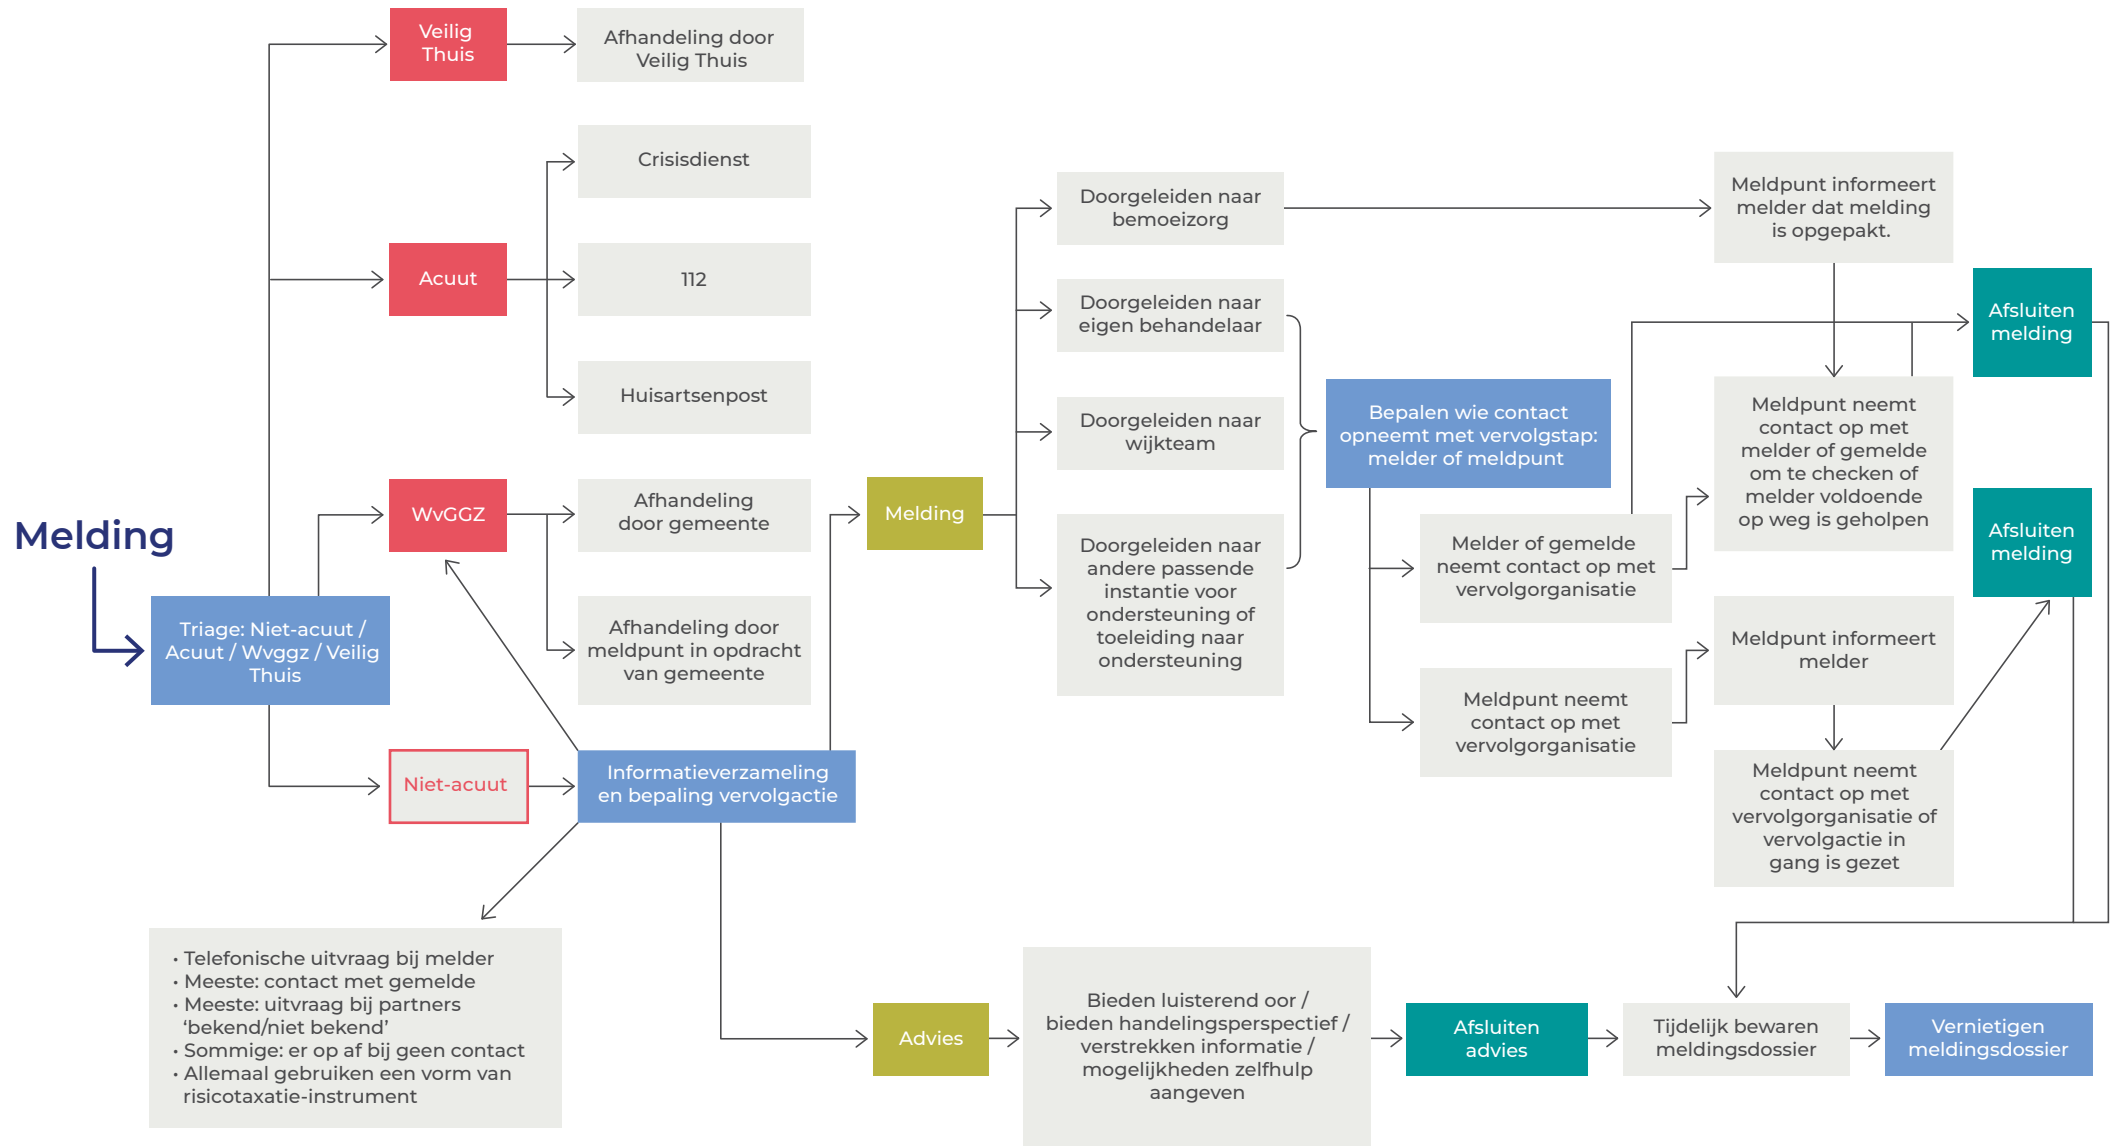 Melding
Triage: Niet-acuut /
Acuut / Wvggz / Veilig
Thuis
Veilig
Thuis
Afhandeling door
Veilig Thuis
Acuut
Crisisdienst
112
Huisartsenpost
WvGGZ
Afhandeling
door gemeente
Afhandeling door
meldpunt in opdracht
van gemeente
Niet-acuut
Informatieverzameling
en bepaling vervolgactie
• Telefonische uitvraag bij melder
• Meeste: contact met gemelde
• Meeste: uitvraag bij partners
‘bekend/niet bekend’
• Sommige: er op af bij geen contact
• Allemaal gebruiken een vorm van
risicotaxatie-instrument
Melding
Doorgeleiden naar
bemoeizorg
Doorgeleiden naar
eigen behandelaar
Doorgeleiden naar
wijkteam
Doorgeleiden naar
andere passende
instantie voor
ondersteuning of
toeleiding naar
ondersteuning
Bepalen wie contact
opneemt met vervolgstap:
melder of meldpunt
Melder of gemelde
neemt contact op met
vervolgorganisatie
Meldpunt neemt
contact op met
vervolgorganisatie
Meldpunt informeert
melder dat melding
is opgepakt.
Meldpunt neemt
contact op met
melder of gemelde
om te checken of
melder voldoende
op weg is geholpen
Meldpunt informeert
melder
Meldpunt neemt
contact op met
vervolgorganisatie of
vervolgactie in
gang is gezet
Afsluiten
melding
Afsluiten
melding
Advies
Bieden luisterend oor /
bieden handelingsperspectief /
verstrekken informatie /
mogelijkheden zelfhulp
aangeven
Afsluiten
advies
Tijdelijk bewaren
meldingsdossier
Vernietigen
meldingsdossier